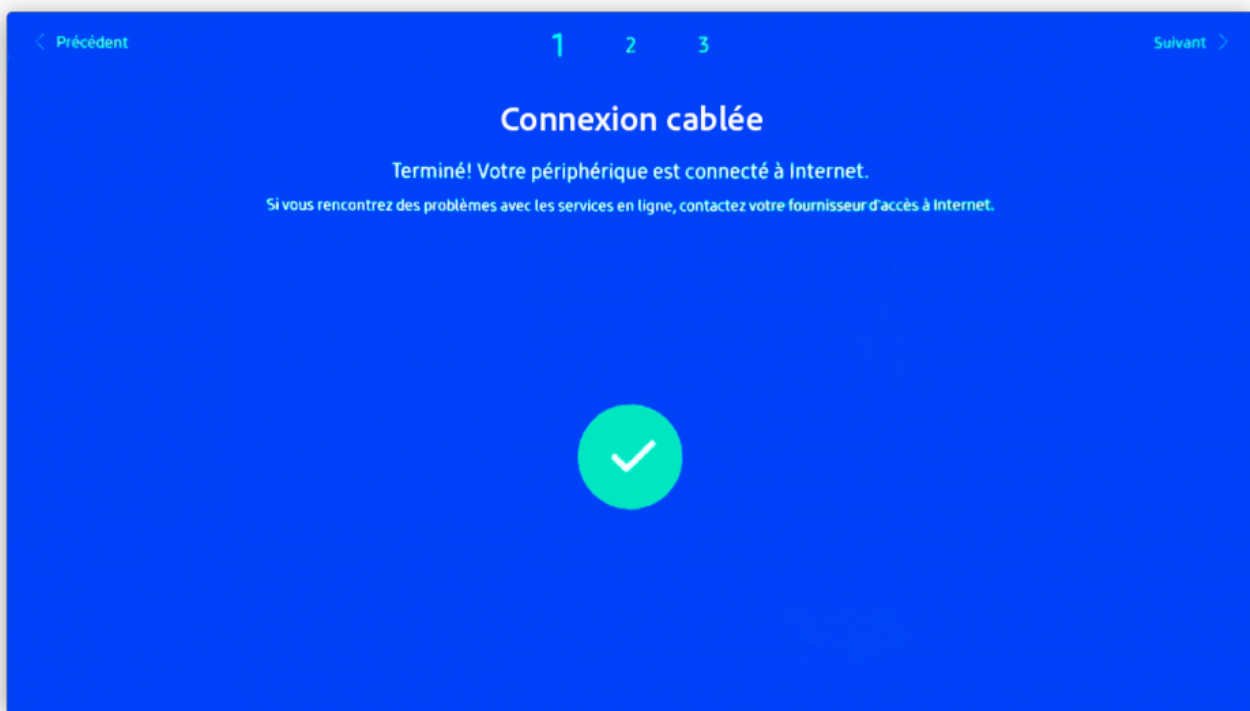 Précédent
1 2 3
Suivant
Connexion cablée
Terminé! Votre périphérique est connecté à Internet.
Si vous rencontrez des problèmes avec les services en ligne, contactez votre fournisseur d'accès à Internet.